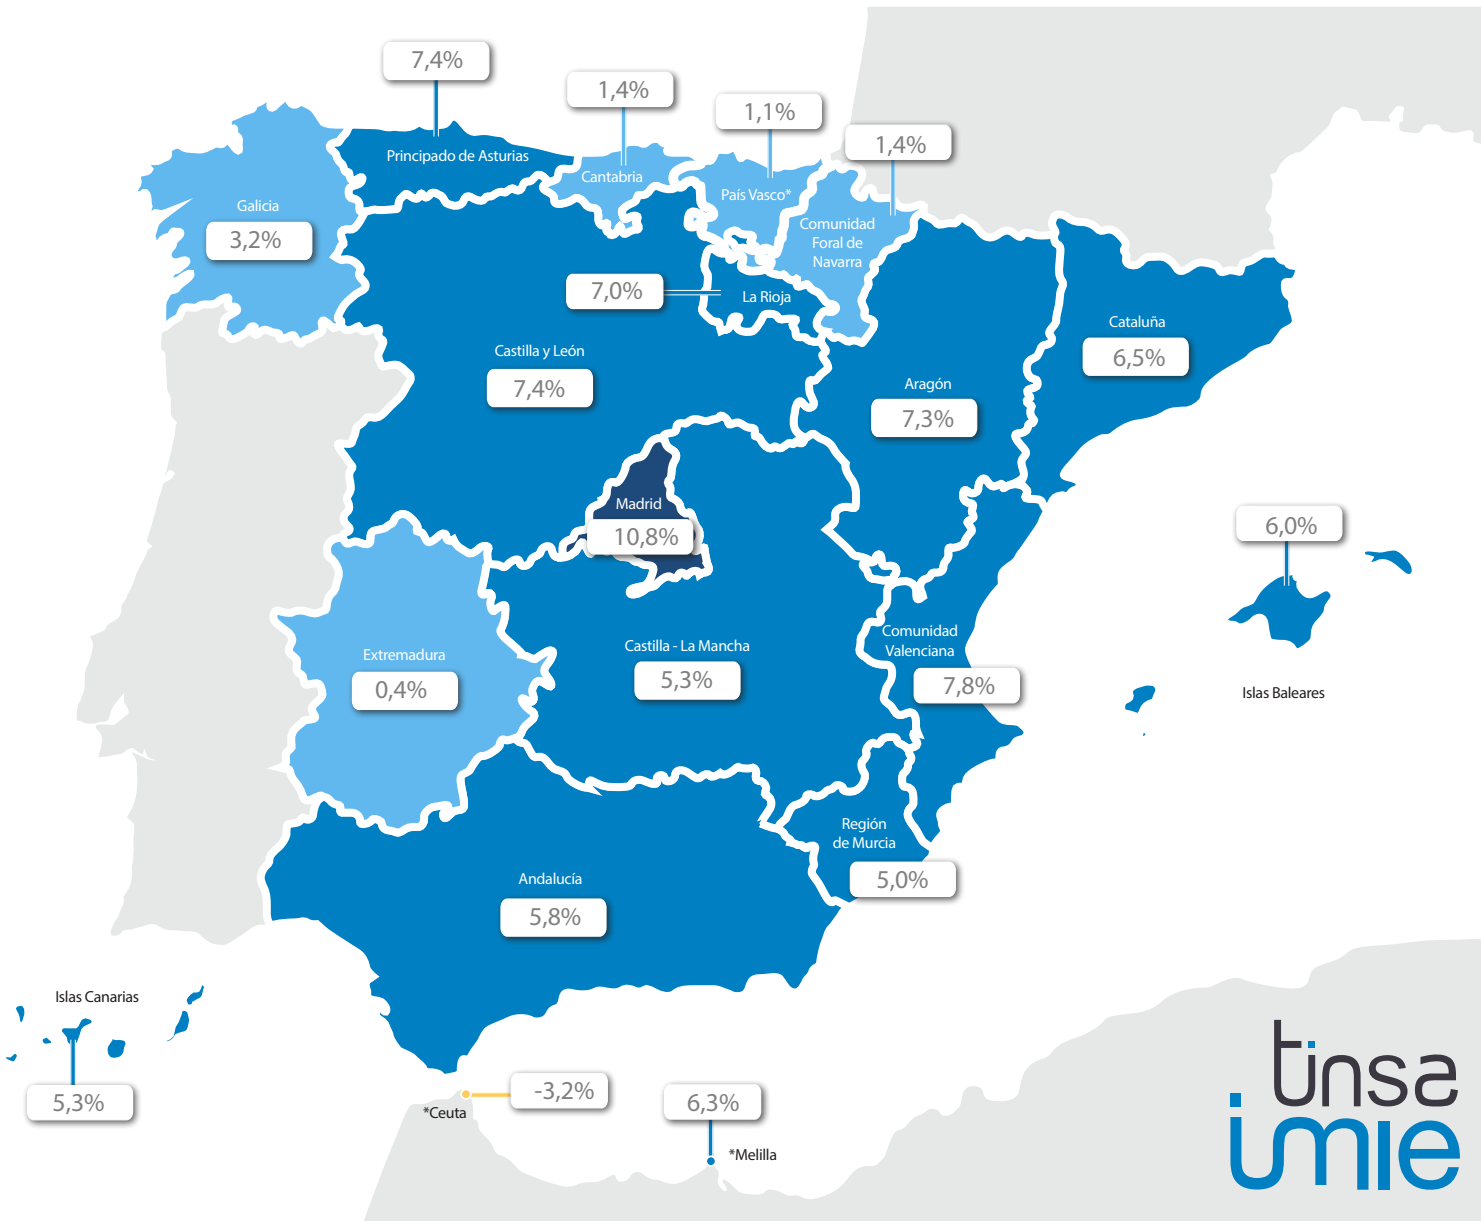 7,4%
1,4%
1,1%
1,4%
Principado de Asturias
Cantabria
País Vasco*
Galicia
3,2%
Comunidad
Foral de
Navarra
7,0%
La Rioja
Cataluña
6,5%
Castilla y León
7,4%
Aragón
7,3%
Madrid
10,8%
6,0%
Islas Baleares
Extremadura
0,4%
Castilla - La Mancha
5,3%
Comunidad
Valenciana
7,8%
Región
de Murcia
5,0%
Andalucía
5,8%
Islas Canarias
5,3%
-3,2%
*Ceuta
6,3%
*Melilla
tinsa
imie